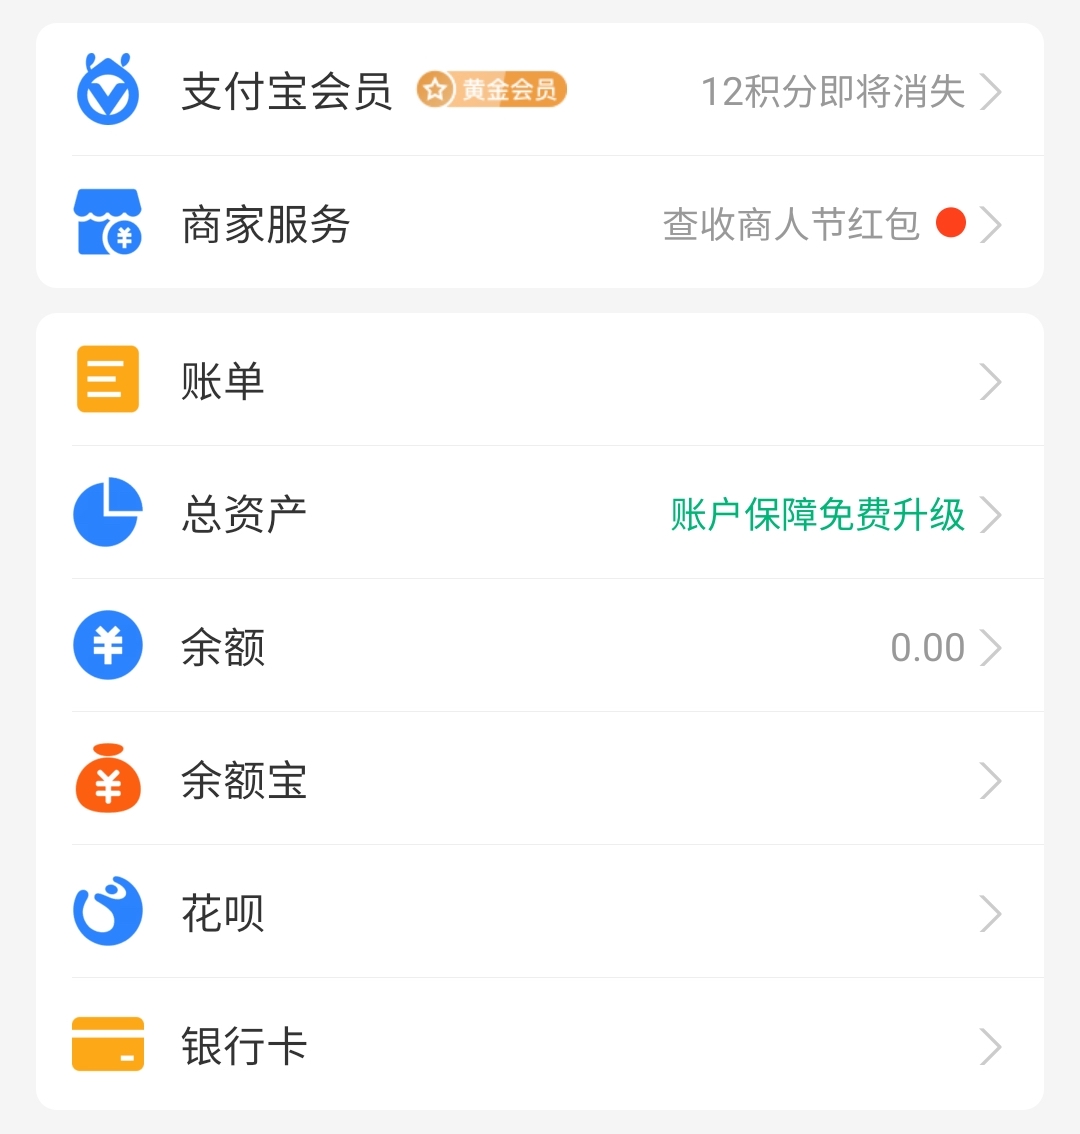 支付宝会员 黄金会员 12积分即将消失
商家服务 查收商人节红包
账单
总资产 账户保障免费升级
余额 0.00
余额宝
花呗
银行卡